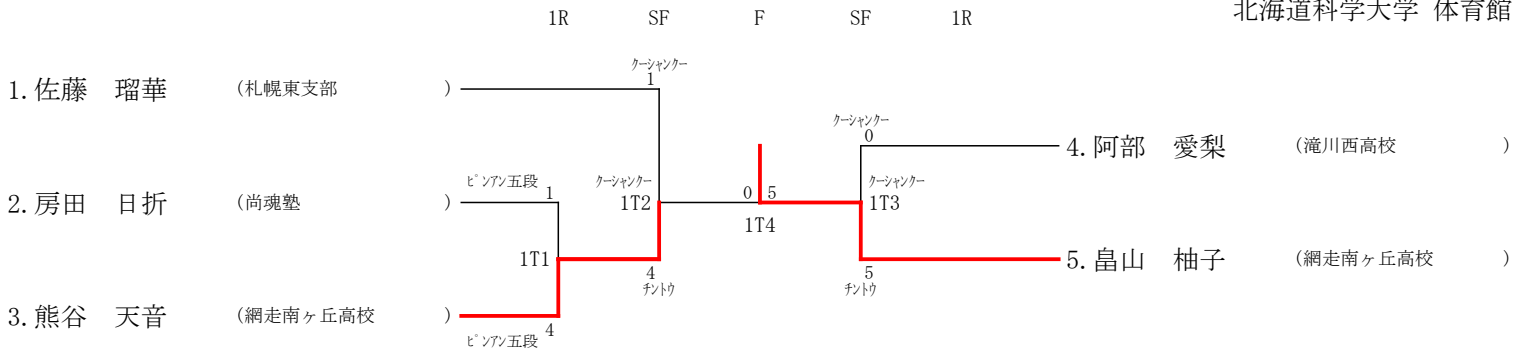 北海道科学大学 体育館
1R SF F SF 1R
クーシャンクー
1
1.佐藤 瑠華 (札幌東支部 )
クーシャンクー
0
4.阿部 愛梨 (滝川西高校 )
ピンアン五段 1
クーシャンクー
1T2
0 5
クーシャンクー
1T3
2.房田 日折 (尚魂塾 )
1T4
1T1
4
チントウ
5
チントウ
5.畠山 柚子 (網走南ヶ丘高校 )
3.熊谷 天音 (網走南ヶ丘高校 )
ピンアン五段 4